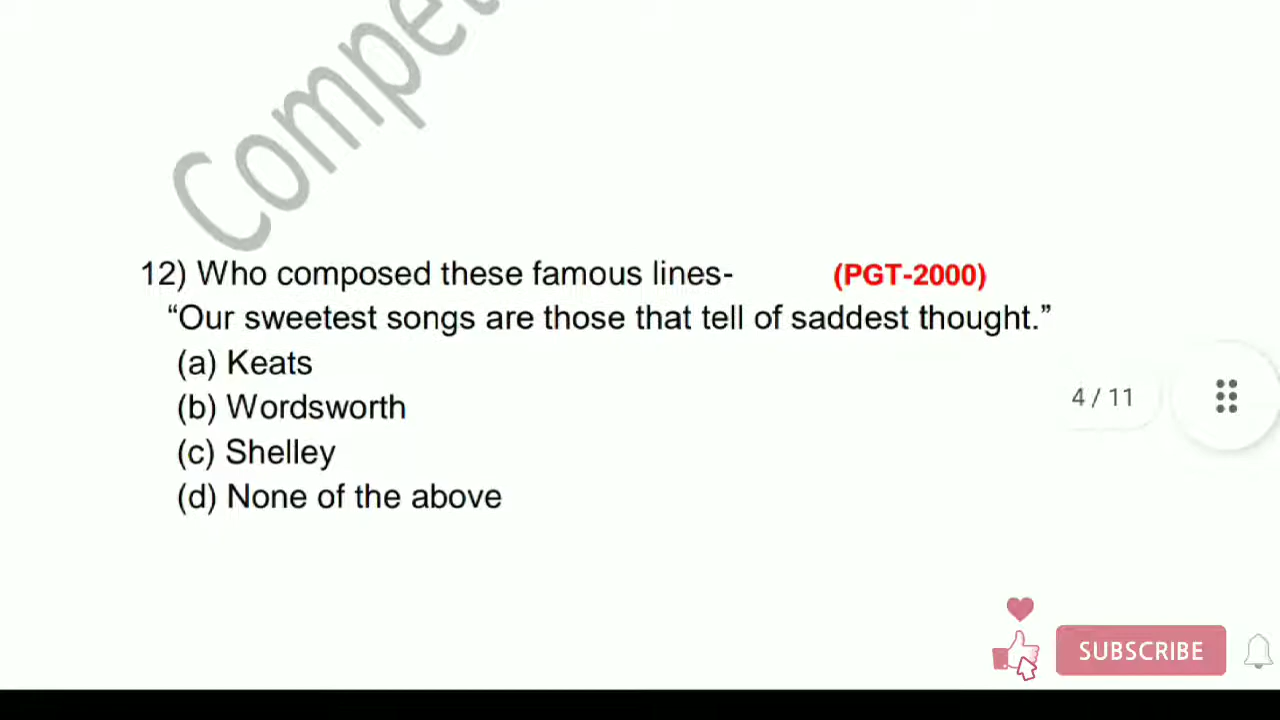 12) Who composed these famous lines- (PGT-2000)
“Our sweetest songs are those that tell of saddest thought.”
(a) Keats
(b) Wordsworth
4 / 11
(c) Shelley
(d) None of the above
SUBSCRIBE